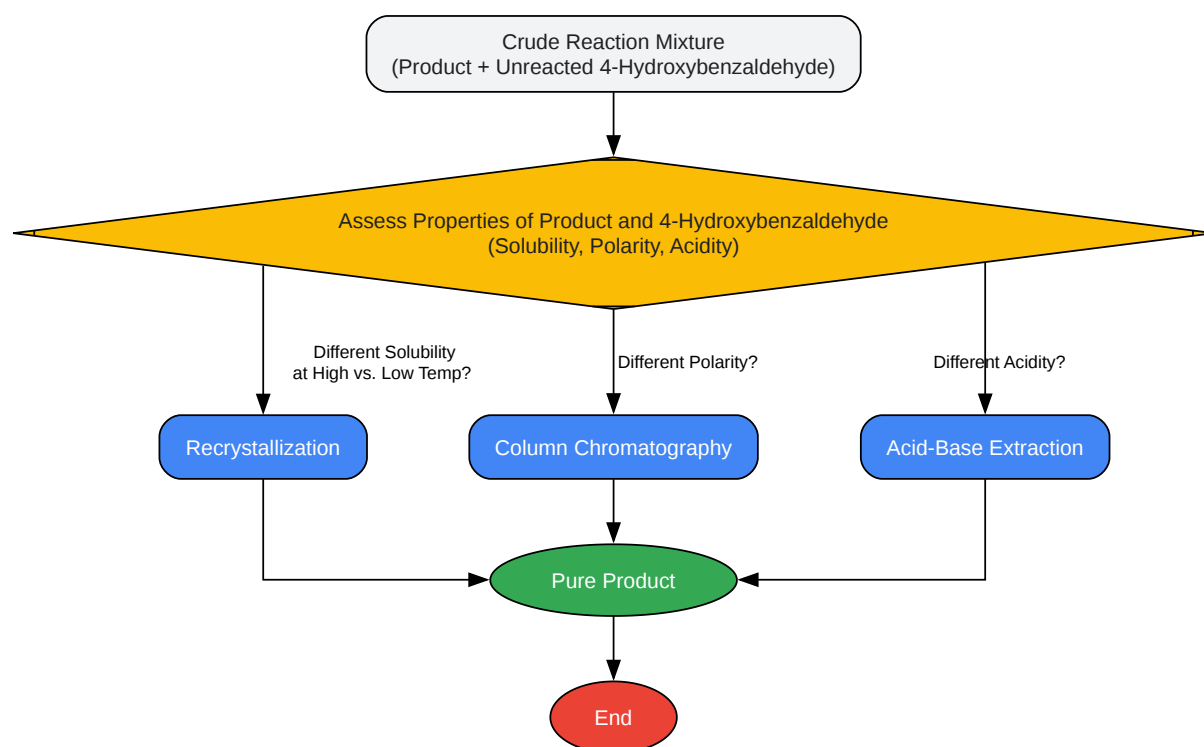 Crude Reaction Mixture
(Product + Unreacted 4-Hydroxybenzaldehyde)
Assess Properties of Product and 4-Hydroxybenzaldehyde
(Solubility, Polarity, Acidity)
Different Solubility
at High vs. Low Temp?
Different Polarity?
Different Acidity?
Recrystallization
Column Chromatography
Acid-Base Extraction
Pure Product
End